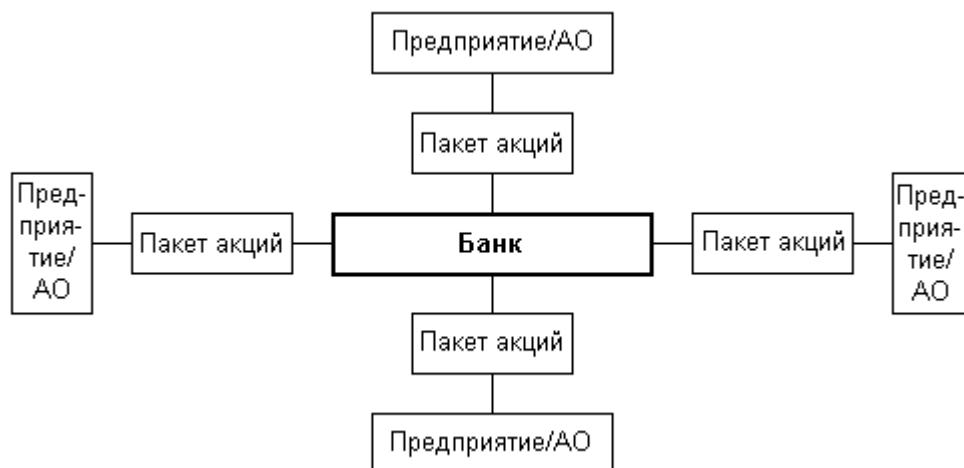 Предприятие/АО
Пакет акций
Пред-
прия-
тие/
АО
Пакет акций
Банк
Пакет акций
Пред-
прия-
тие/
АО
Пакет акций
Предприятие/АО